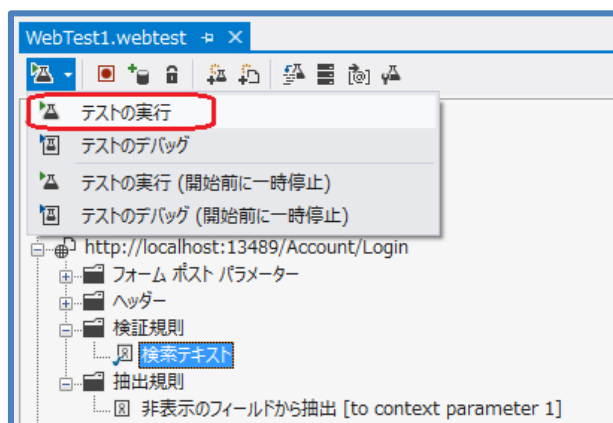 WebTest1.webtest
テストの実行
テストのデバッグ
テストの実行 (開始前に一時停止)
テストのデバッグ (開始前に一時停止)
http://localhost:13489/Account/Login
フォーム ポスト パラメーター
ヘッダー
検証規則
検索テキスト
抽出規則
非表示のフィールドから抽出 [to context parameter 1]